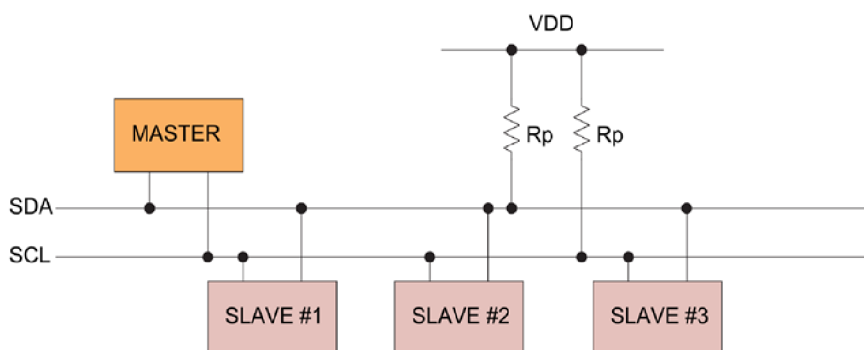 VDD
MASTER
Rp
Rp
SDA
SCL
SLAVE #1
SLAVE #2
SLAVE #3